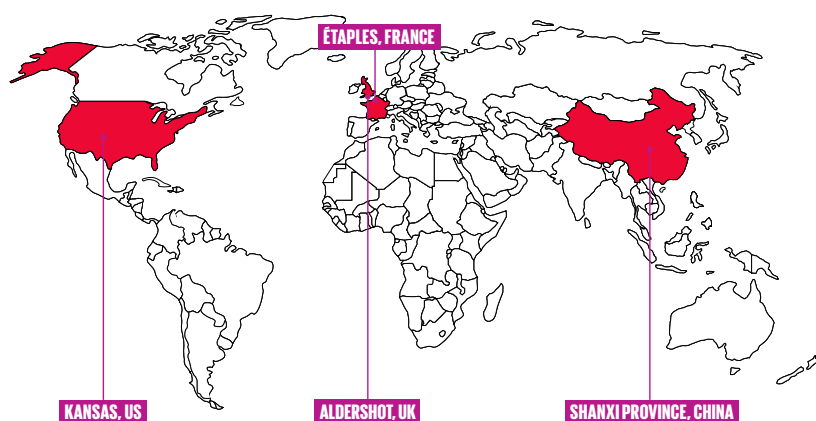 ÉTAPLES, FRANCE
KANSAS, US
ALDERSHOT, UK
SHANXI PROVINCE, CHINA